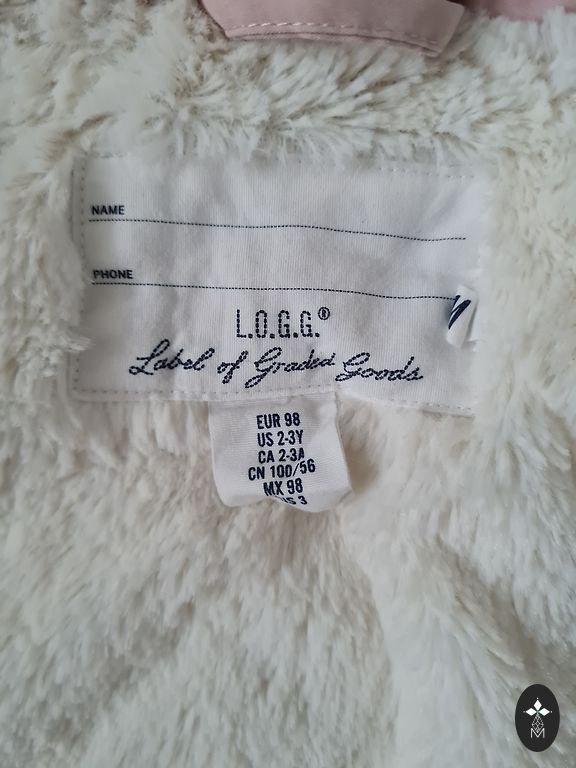 NAME
PHONE
L.O.G.G.®
Label of Graded Goods
EUR 98
US 2-3Y
CA 2-3A
CN 100/56
MX 98